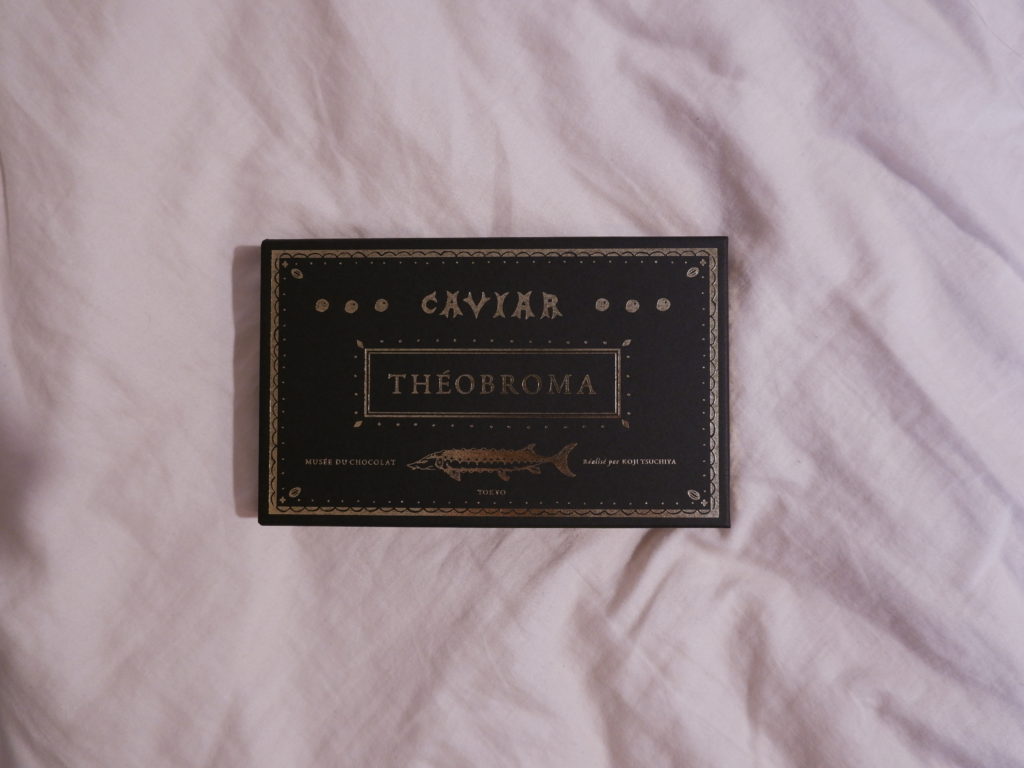 CAVIAR
THÉOBROMA
MUSÉE DU CHOCOLAT
Réalisé par KOJI TSUCHIYA
TOKYO